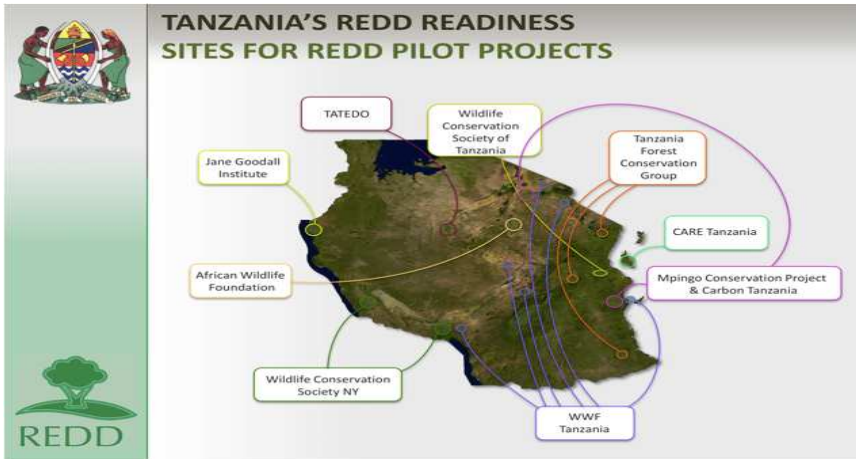 TANZANIA'S REDD READINESS
SITES FOR REDD PILOT PROJECTS
TATEDO
Wildlife
Conservation
Society of
Tanzania
Tanzania
Forest
Conservation
Group
Jane Goodall
Institute
CARE Tanzania
African Wildlife
Foundation
Mpingo Conservation Project
& Carbon Tanzania
Wildlife Conservation
Society NY
WWF
Tanzania
REDD